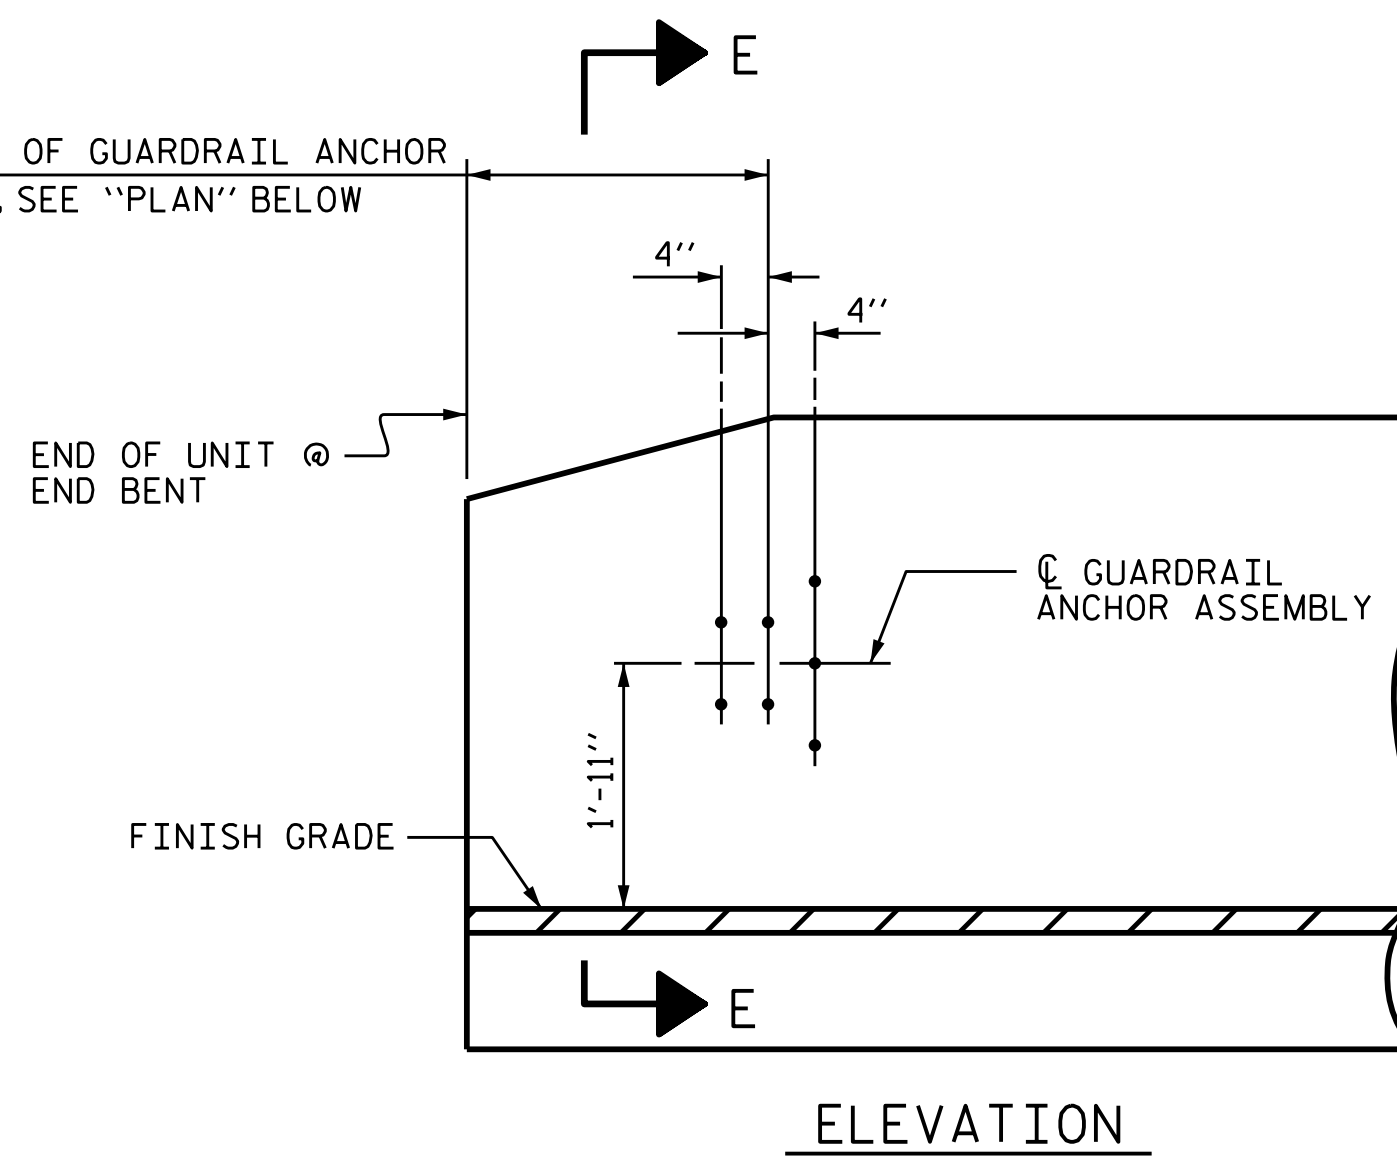 E
OF GUARDRAIL ANCHOR
SEE "PLAN" BELOW
4"
4"
END OF UNIT @
END BENT
℄ GUARDRAIL
ANCHOR ASSEMBLY
1'-11"
FINISH GRADE
E
ELEVATION